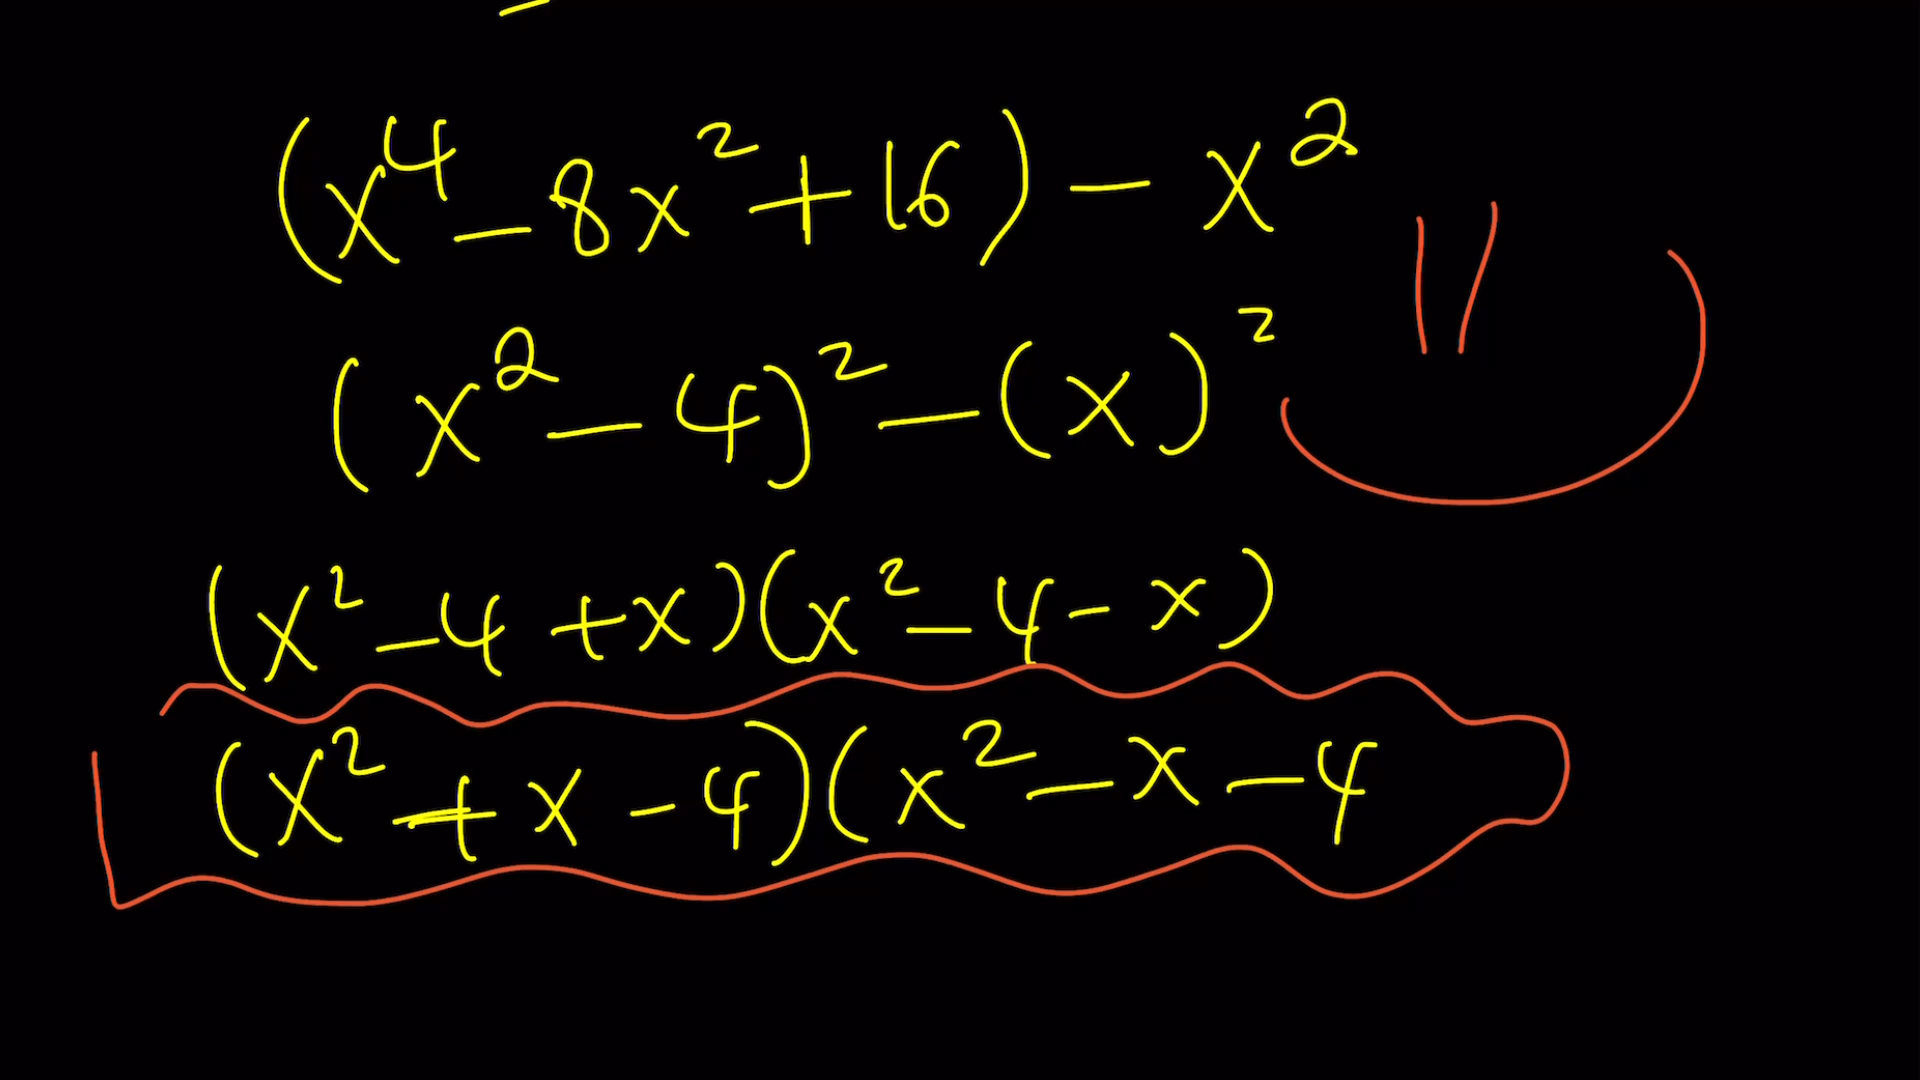 (x⁴ - 8x² + 16) - x²
(x² - 4)² - (x)²
(x² - 4 + x)(x² - 4 - x)
(x² + x - 4)(x² - x - 4